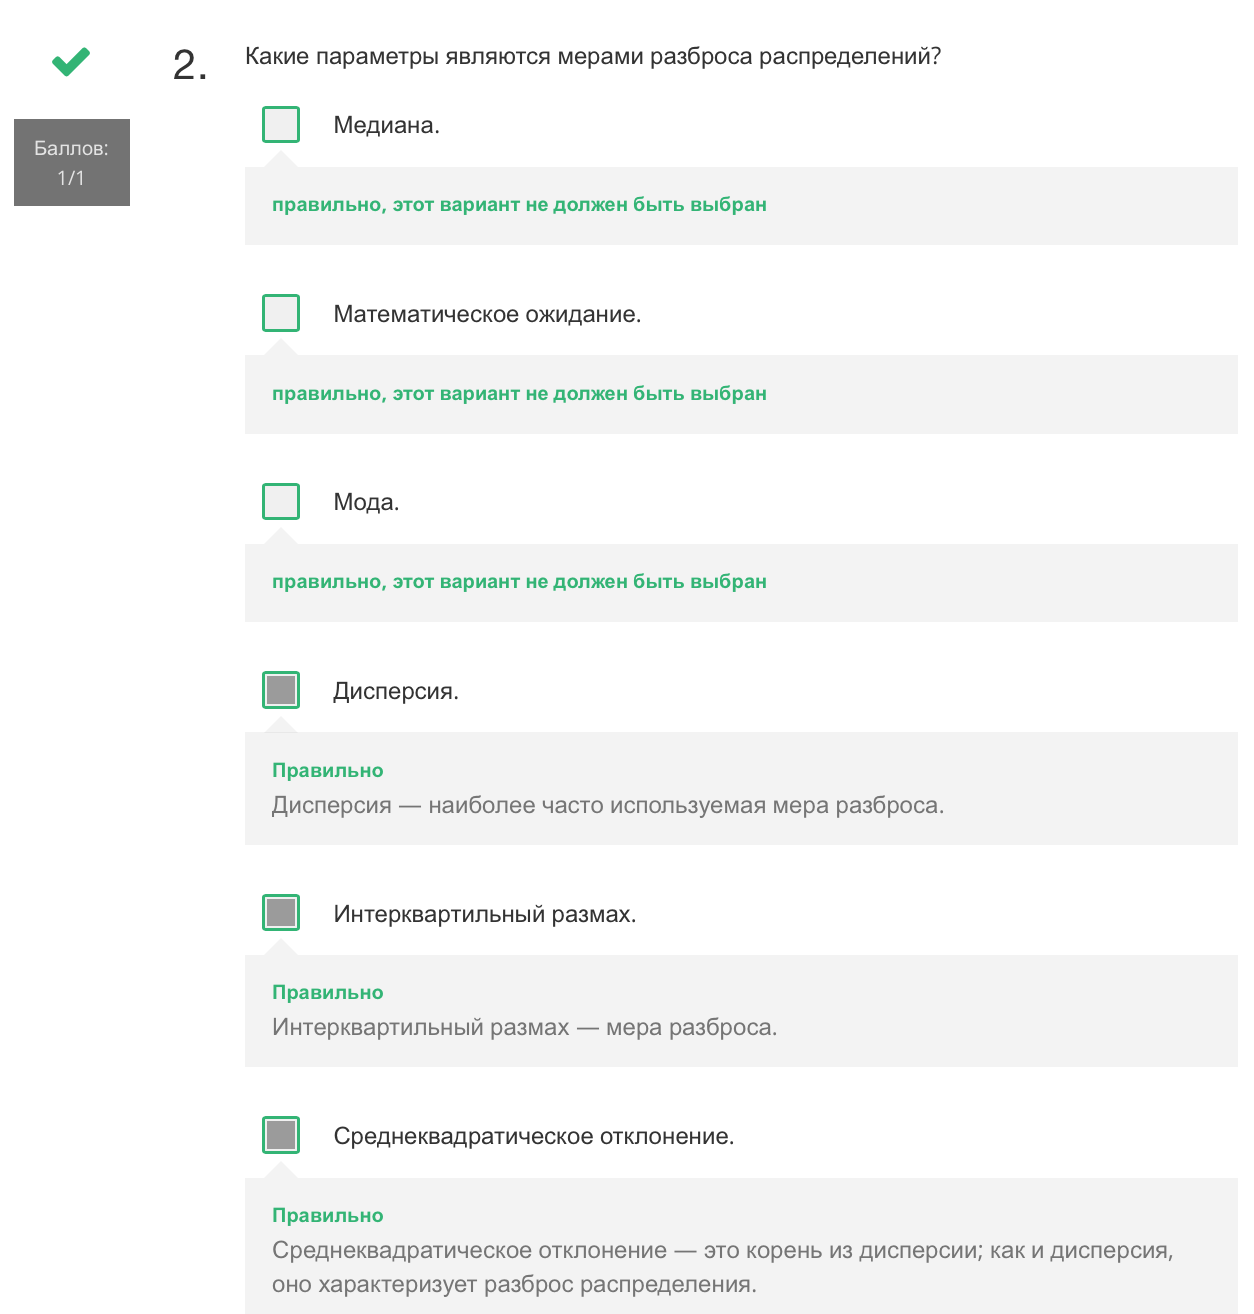 2. Какие параметры являются мерами разброса распределений?
Баллов:
1/1
Медиана.
правильно, этот вариант не должен быть выбран
Математическое ожидание.
правильно, этот вариант не должен быть выбран
Мода.
правильно, этот вариант не должен быть выбран
Дисперсия.
Правильно
Дисперсия — наиболее часто используемая мера разброса.
Интерквартильный размах.
Правильно
Интерквартильный размах — мера разброса.
Среднеквадратическое отклонение.
Правильно
Среднеквадратическое отклонение — это корень из дисперсии; как и дисперсия,
оно характеризует разброс распределения.